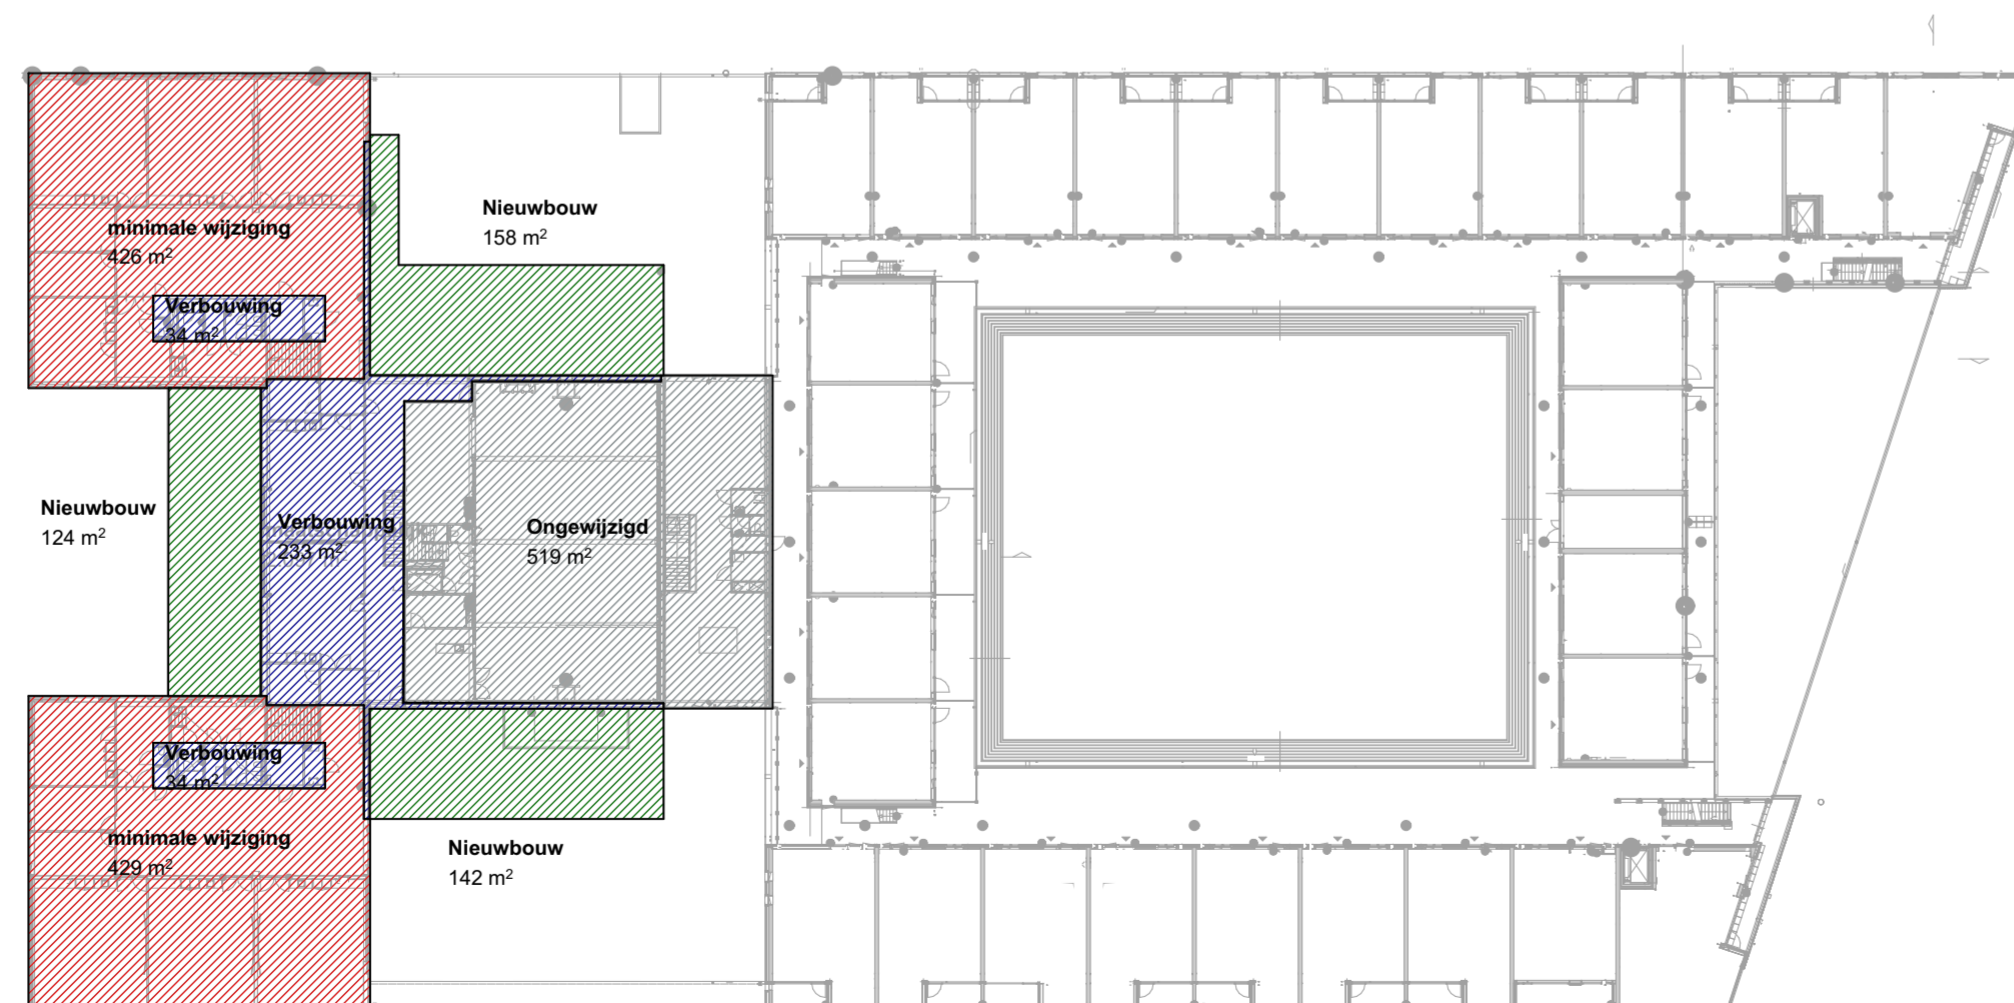 Nieuwbouw
158 m²
minimale wijziging
426 m²
Verbouwing
34 m²
Nieuwbouw
124 m²
Verbouwing
233 m²
Ongewijzigd
519 m²
Verbouwing
34 m²
minimale wijziging
429 m²
Nieuwbouw
142 m²